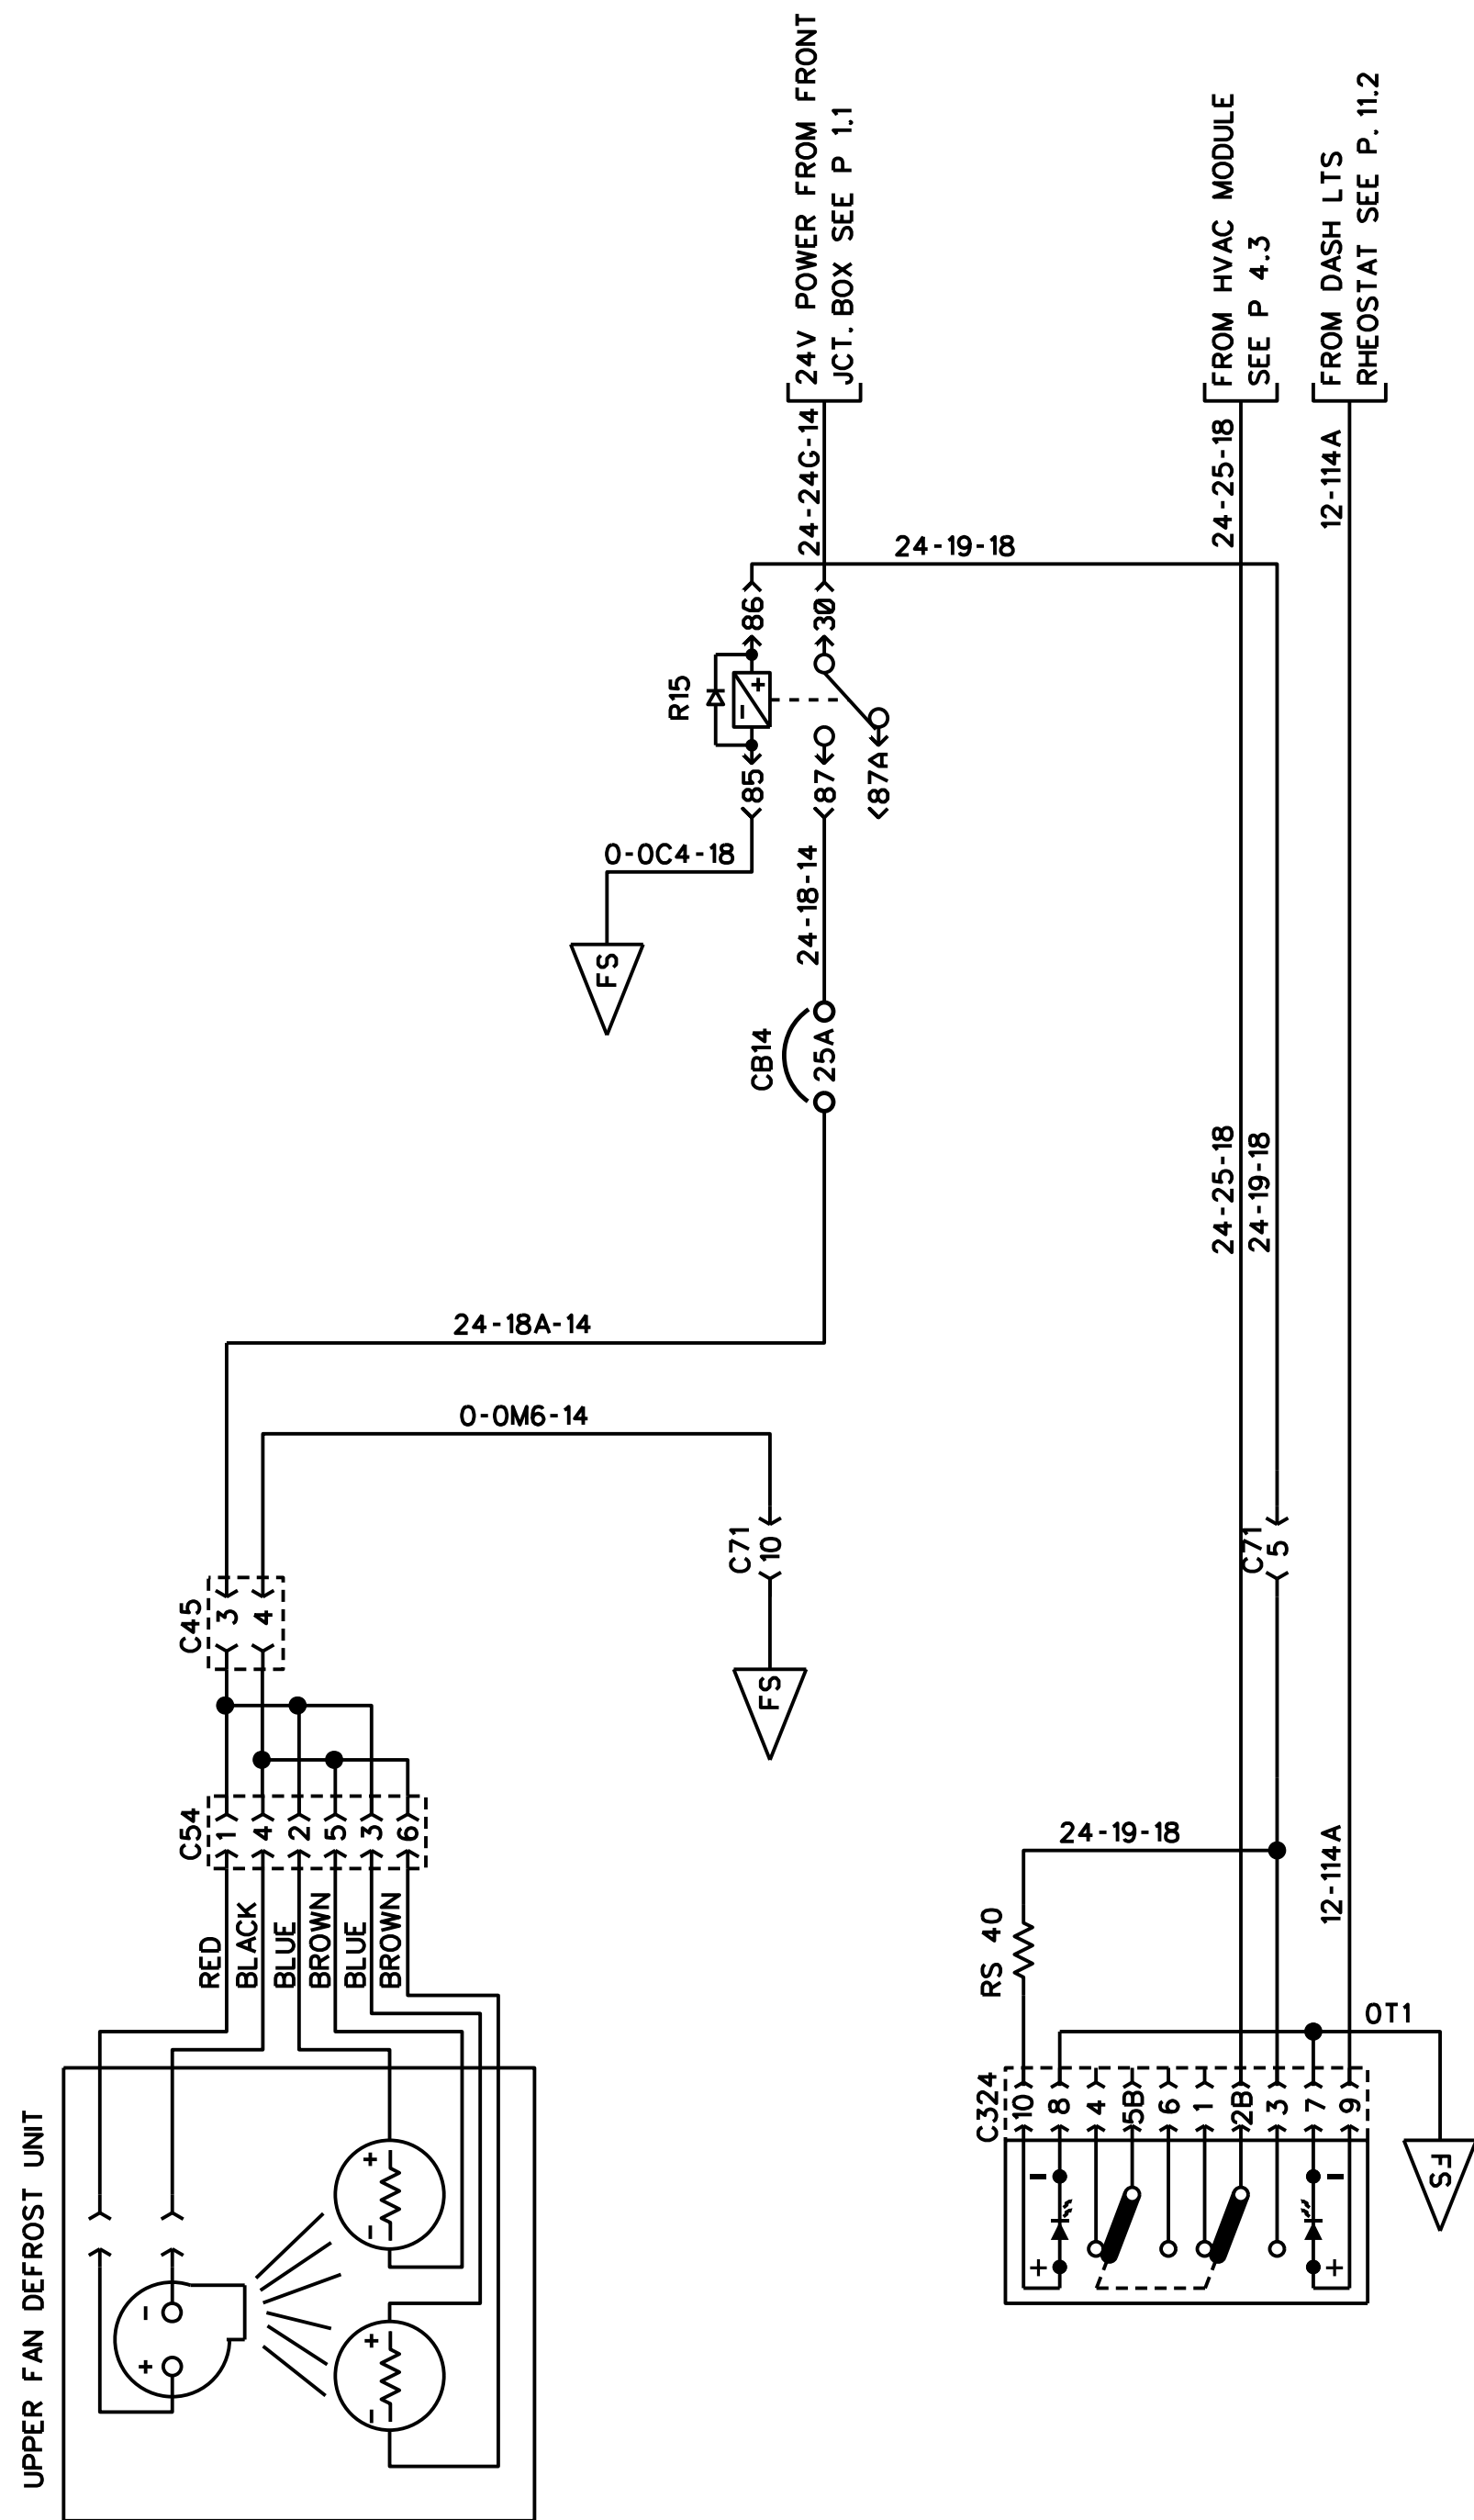 24V POWER FROM FRONT
JCT. BOX SEE P 1.1
FROM HVAC MODULE
SEE P 4.3
FROM DASH LTS
RHEOSTAT SEE P. 11.2
24-24G-14
24-25-18
12-114A
24-19-18
86
30
R15
+
-
85
87
87A
0-0C4-18
24-18-14
FS
CB14
25A
24-25-18
24-19-18
24-18A-14
0-0M6-14
C71
10
C71
5
C45
3
4
FS
C54
1
4
2
5
3
6
24-19-18
12-114A
RED
BLACK
BLUE
BROWN
BLUE
BROWN
RS 40
0T1
C324
10
8
4
5B
6
1
2B
3
7
9
FS
-
+
-
+
UPPER FAN DEFROST UNIT
+
-
-
+
+
-